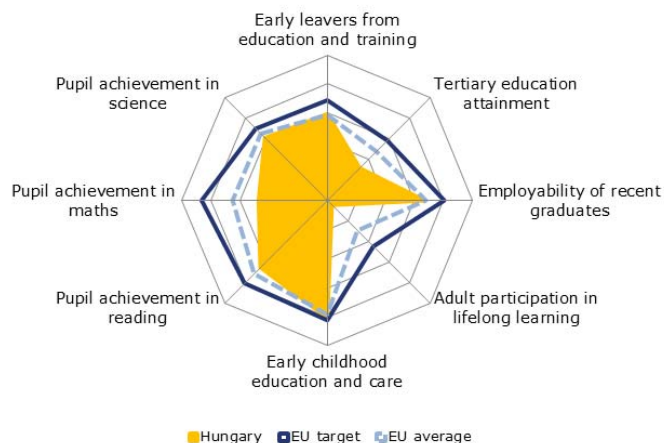 Early leavers from
education and training
Pupil achievement in
science
Tertiary education
attainment
Pupil achievement in
maths
Employability of recent
graduates
Pupil achievement in
reading
Adult participation in
lifelong learning
Early childhood
education and care
Hungary EU target EU average